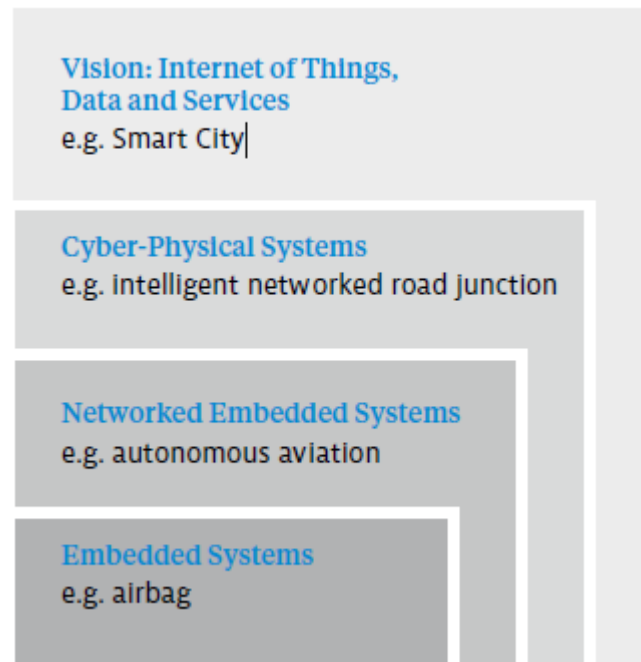 Vision: Internet of Things,
Data and Services
e.g. Smart City
Cyber-Physical Systems
e.g. intelligent networked road junction
Networked Embedded Systems
e.g. autonomous aviation
Embedded Systems
e.g. airbag